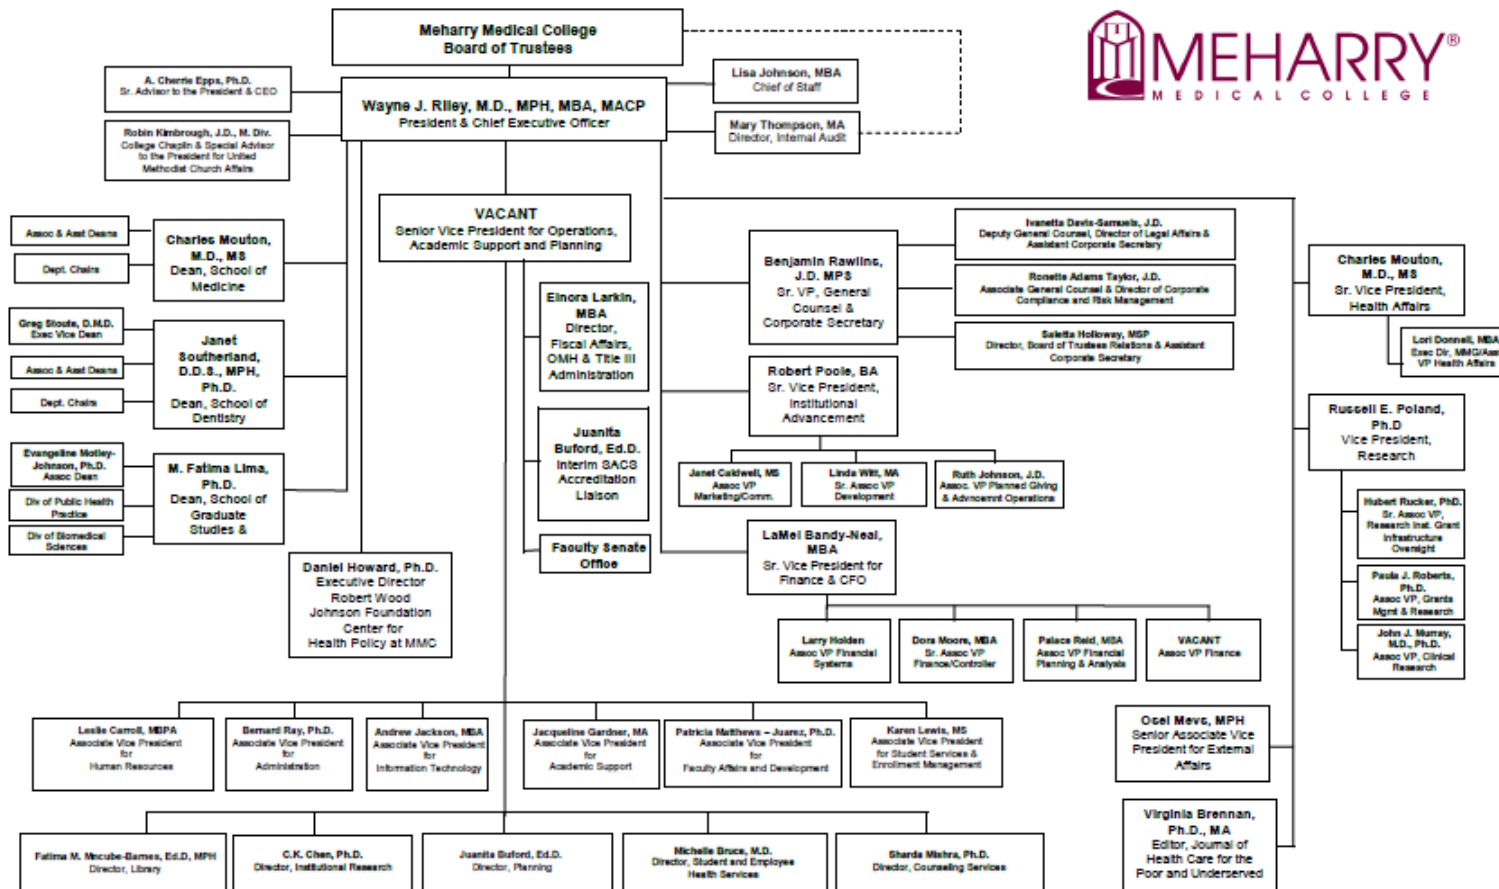 Meharry Medical College
Board of Trustees
MEHARRY®
MEDICAL COLLEGE
A. Cherrie Epps, Ph.D.
Sr. Advisor to the President & CEO
Wayne J. Riley, M.D., MPH, MBA, MACP
President & Chief Executive Officer
Lisa Johnson, MBA
Chief of Staff
Robin Kimbrough, J.D., M. Div.
College Chaplin & Special Advisor
to the President for United
Methodist Church Affairs
Mary Thompson, MA
Director, Internal Audit
VACANT
Senior Vice President for Operations,
Academic Support and Planning
Assoc & Asst Deans
Dept. Chairs
Charles Mouton,
M.D., MS
Dean, School of
Medicine
Greg Stoute, D.M.D.
Exec Vice Dean
Assoc & Asst Deans
Dept. Chairs
Janet
Southerland,
D.D.S., MPH,
Ph.D.
Dean, School of
Dentistry
Evangeline Motley-
Johnson, Ph.D.
Assoc Dean
Div of Public Health
Practice
Div of Biomedical
Sciences
M. Fatima Lima,
Ph.D.
Dean, School of
Graduate
Studies &
Daniel Howard, Ph.D.
Executive Director
Robert Wood
Johnson Foundation
Center for
Health Policy at MMC
Elnora Larkin,
MBA
Director,
Fiscal Affairs,
OMH & Title III
Administration
Juanita
Buford, Ed.D.
Interim SACS
Accreditation
Liaison
Faculty Senate
Office
Benjamin Rawlins,
J.D. MPS
Sr. VP, General
Counsel &
Corporate Secretary
Ivanetta Davis-Samuels, J.D.
Deputy General Counsel, Director of Legal Affairs &
Assistant Corporate Secretary
Ronette Adams Taylor, J.D.
Associate General Counsel & Director of Corporate
Compliance and Risk Management
Saletta Holloway, MSP
Director, Board of Trustees Relations & Assistant
Corporate Secretary
Robert Poole, BA
Sr. Vice President,
Institutional
Advancement
Janet Caldwell, MS
Assoc VP
Marketing/Comm.
Linda Witt, MA
Sr. Assoc VP
Development
Ruth Johnson, J.D.
Assoc. VP Planned Giving
& Advncemnt Operations
LaMel Bandy-Neal,
MBA
Sr. Vice President for
Finance & CFO
Larry Holden
Assoc VP Financial
Systems
Dora Moore, MBA
Sr. Assoc VP
Finance/Controller
Palace Reid, MSA
Assoc VP Financial
Planning & Analysis
VACANT
Assoc VP Finance
Charles Mouton,
M.D., MS
Sr. Vice President,
Health Affairs
Lori Donnell, MBA
Exec Dir, MMG/Ass
VP Health Affairs
Russell E. Poland,
Ph.D
Vice President,
Research
Hubert Rucker, PhD.
Sr. Assoc VP,
Research Inst. Grant
Infrastructure
Oversight
Paula J. Roberts,
Ph.D.
Assoc VP, Grants
Mgmt & Research
John J. Murray,
M.D., Ph.D.
Assoc VP, Clinical
Research
Osei Mevs, MPH
Senior Associate Vice
President for External
Affairs
Virginia Brennan,
Ph.D., MA
Editor, Journal of
Health Care for the
Poor and Underserved
Leslie Carroll, MBPA
Associate Vice President
for
Human Resources
Bernard Ray, Ph.D.
Associate Vice President
for
Administration
Andrew Jackson, MBA
Associate Vice President
for
Information Technology
Jacqueline Gardner, MA
Associate Vice President
for
Academic Support
Patricia Matthews – Juarez, Ph.D.
Associate Vice President
for
Faculty Affairs and Development
Karen Lewis, MS
Associate Vice President
for Student Services &
Enrollment Management
Fatima M. Mncube-Barnes, Ed.D, MPH
Director, Library
C.K. Chen, Ph.D.
Director, Institutional Research
Juanita Buford, Ed.D.
Director, Planning
Michelle Bruce, M.D.
Director, Student and Employee
Health Services
Sharda Mishra, Ph.D.
Director, Counseling Services